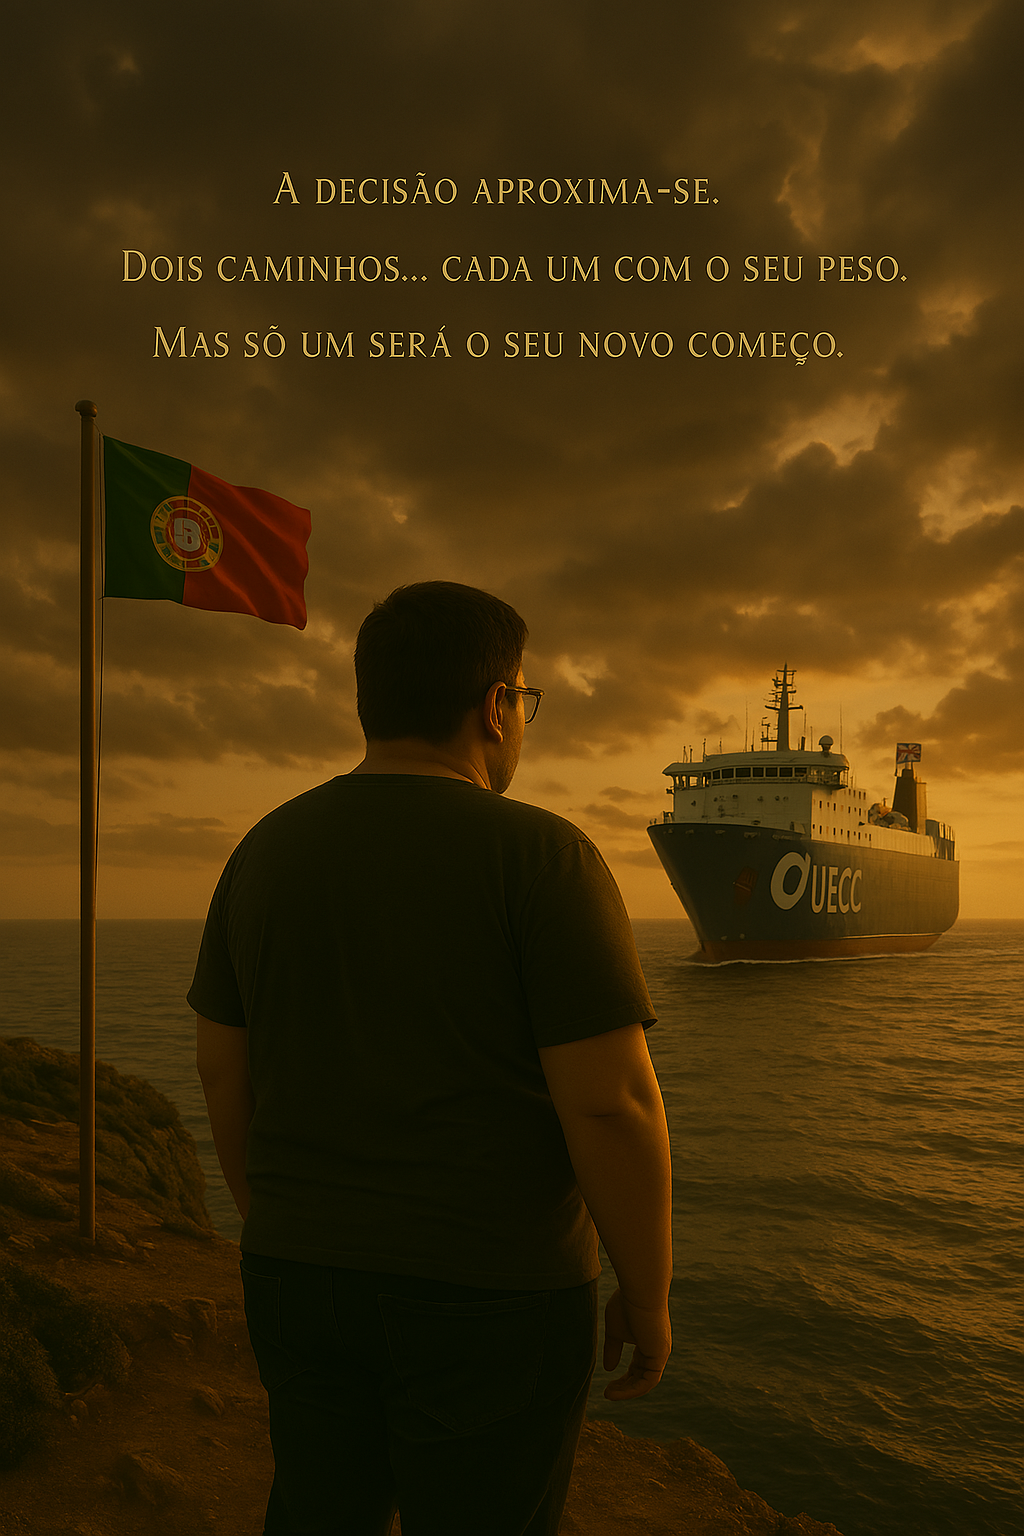 A DECISÃO APROXIMA-SE.
DOIS CAMINHOS... CADA UM COM O SEU PESO.
MAS SÕ UM SERÁ O SEU NOVO COMEÇO.
UECC